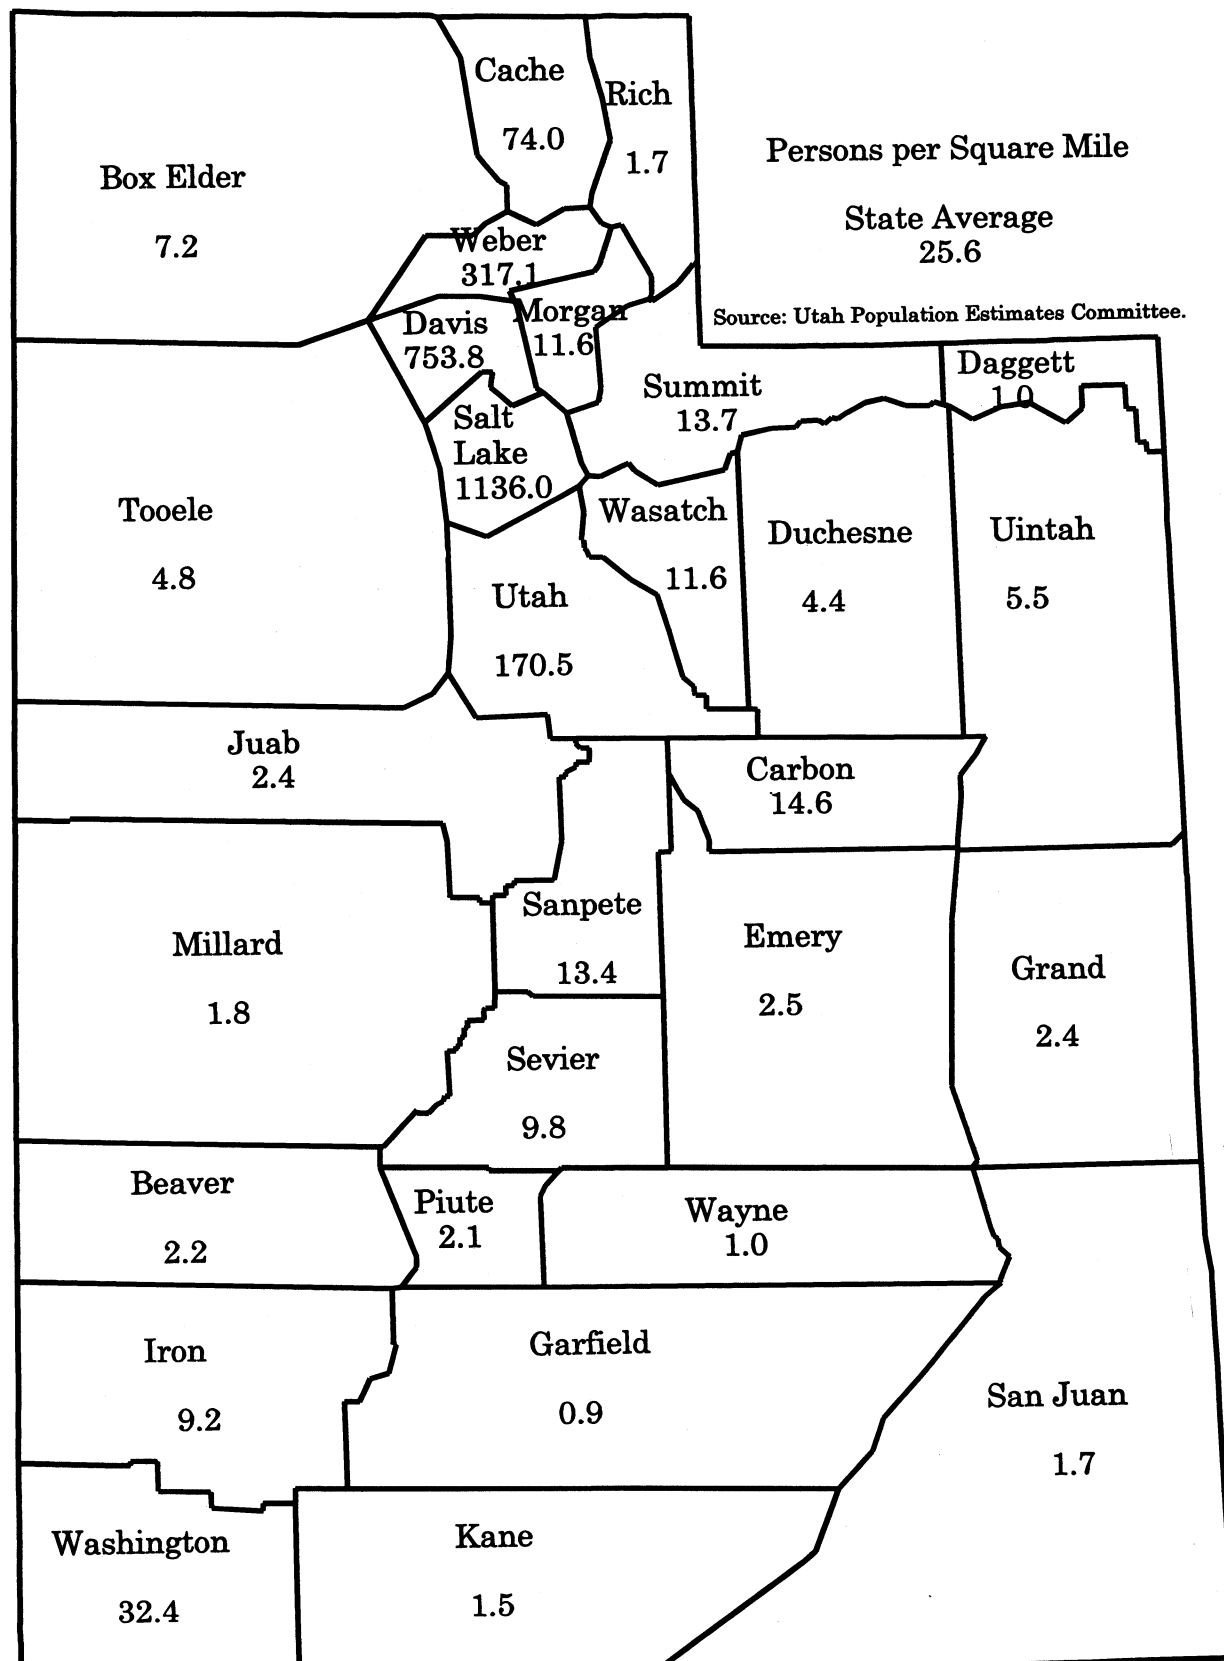 Cache
74.0
Rich
1.7
Persons per Square Mile
State Average
25.6
Source: Utah Population Estimates Committee.
Box Elder
7.2
Weber
317.1
Davis
753.8
Morgan
11.6
Summit
13.7
Daggett
1.0
Salt
Lake
1136.0
Tooele
4.8
Wasatch
11.6
Duchesne
4.4
Uintah
5.5
Utah
170.5
Juab
2.4
Carbon
14.6
Millard
1.8
Sanpete
13.4
Emery
2.5
Grand
2.4
Sevier
9.8
Beaver
2.2
Piute
2.1
Wayne
1.0
Iron
9.2
Garfield
0.9
San Juan
1.7
Washington
32.4
Kane
1.5